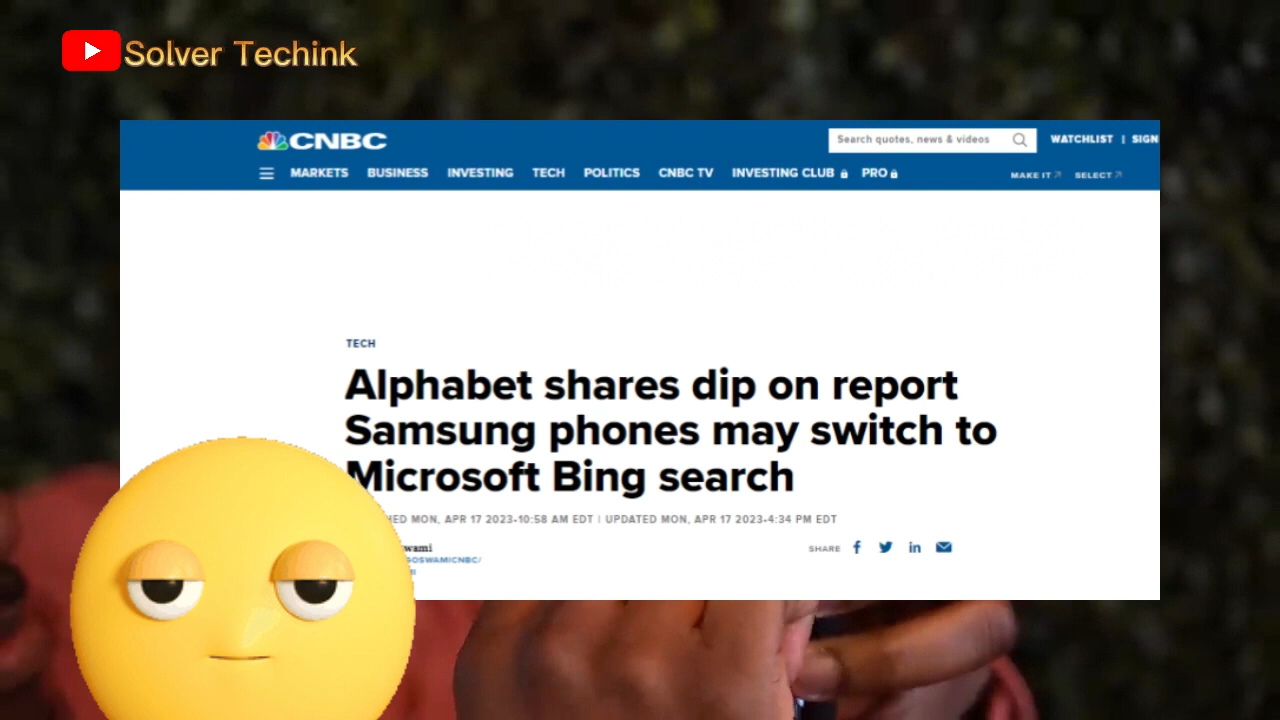 Solver Techink
CNBC
Search quotes, news & videos
WATCHLIST | SIGN
MARKETS BUSINESS INVESTING TECH POLITICS CNBC TV INVESTING CLUB PRO
MAKE IT SELECT
TECH
Alphabet shares dip on report
Samsung phones may switch to
Microsoft Bing search
MON, APR 17 2023•10:58 AM EDT | UPDATED MON, APR 17 2023•4:34 PM EDT
SHARE